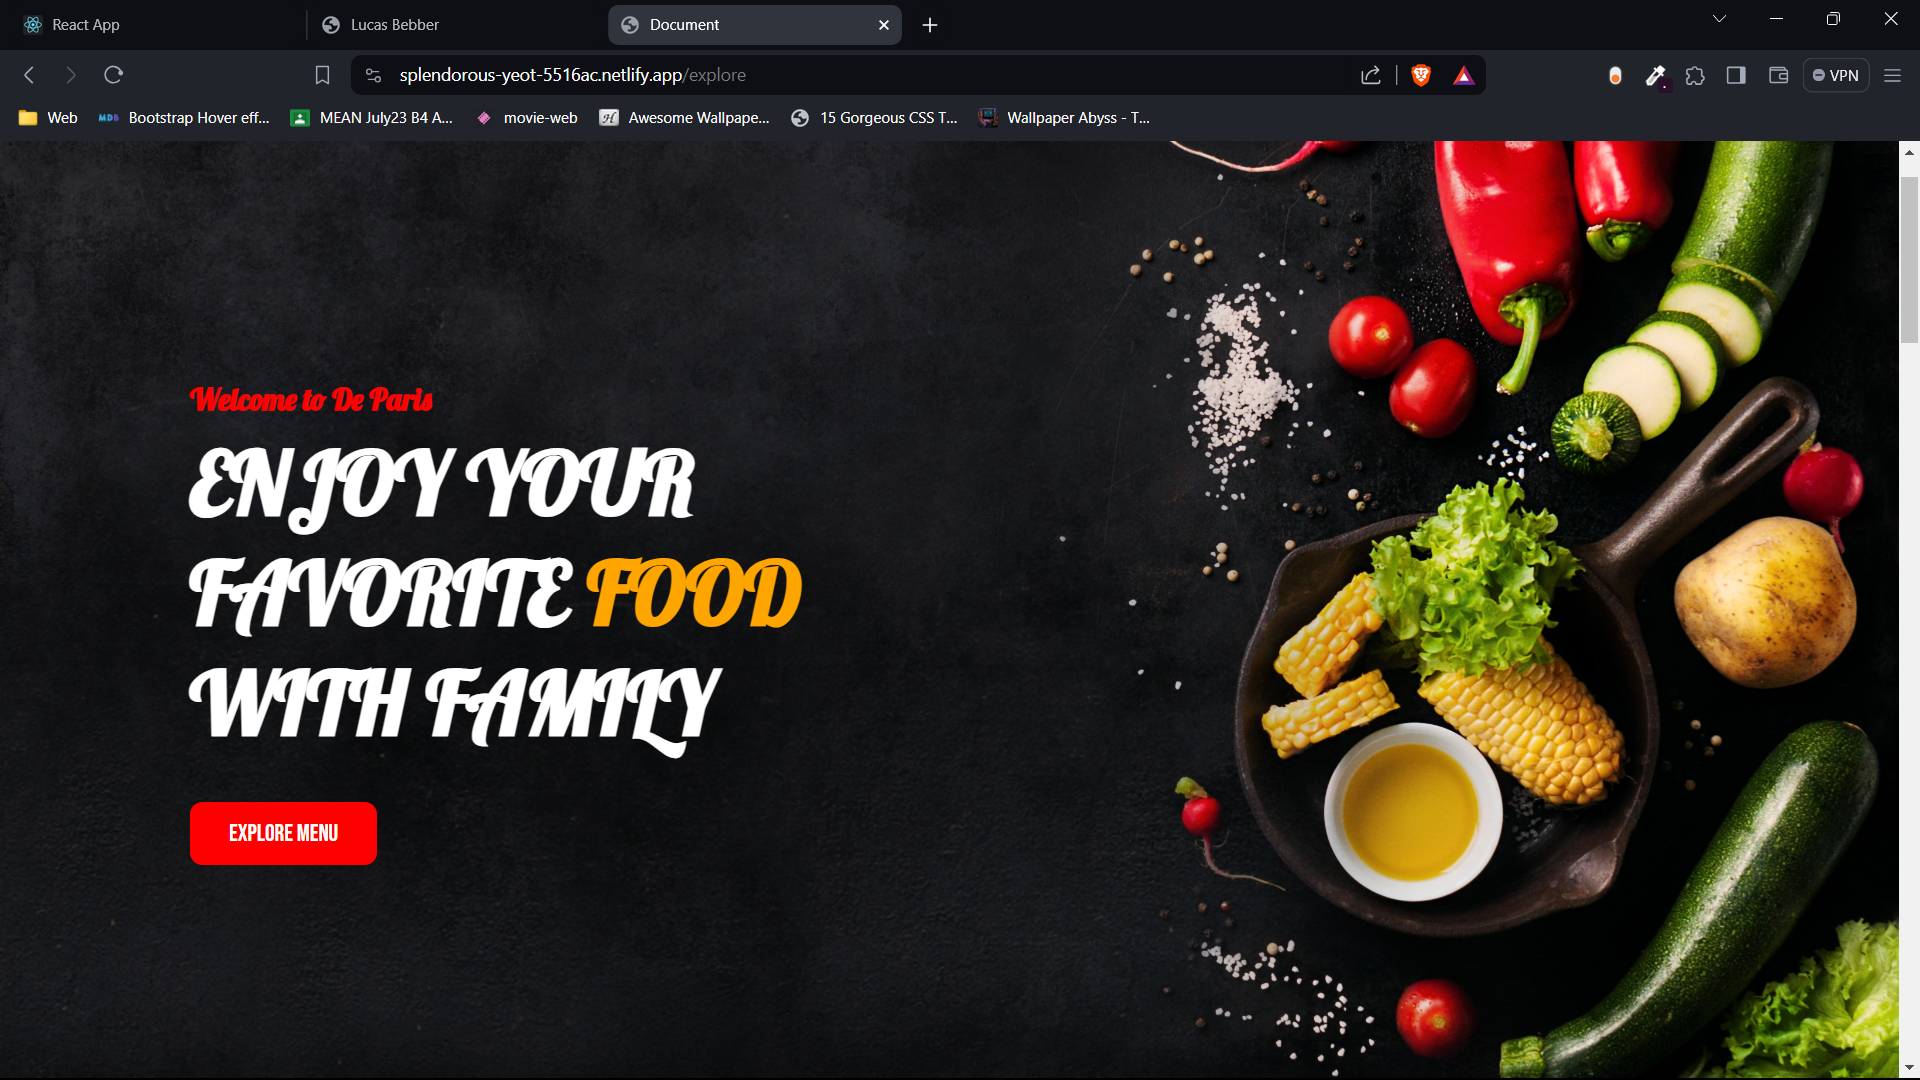 React App
Lucas Bebber
Document
splendorous-yeot-5516ac.netlify.app/explore
VPN
Web
MDB
Bootstrap Hover eff...
MEAN July23 B4 A...
movie-web
H
Awesome Wallpape...
15 Gorgeous CSS T...
Wallpaper Abyss - T...
Welcome to De Paris
ENJOY YOUR
FAVORITE FOOD
WITH FAMILY
EXPLORE MENU